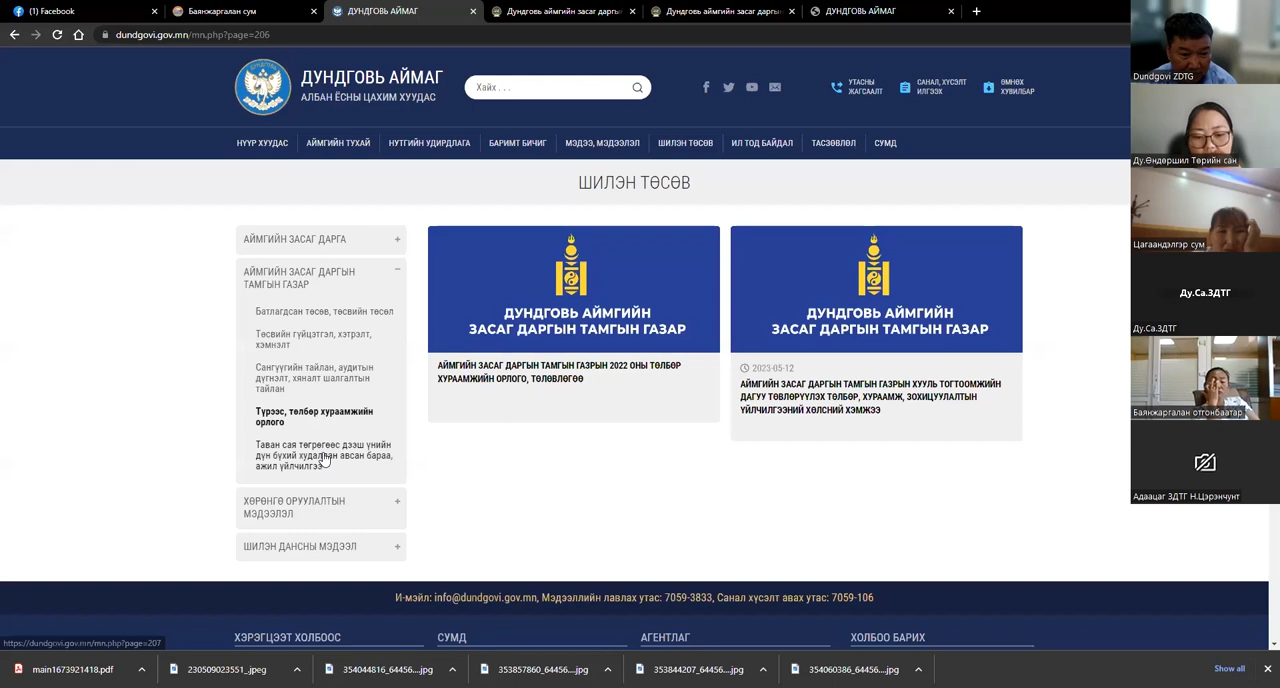 (1) Facebook
Баянжаргалан сум
ДУНДГОВЬ АЙМАГ
Дундговь аймгийн засаг дарга
Дундговь аймгийн засаг дарга
ДУНДГОВЬ АЙМАГ
dundgovi.gov.mn/mn.php?page=206
ДУНДГОВЬ АЙМАГ
АЛБАН ЁСНЫ ЦАХИМ ХУУДАС
Хайх . . .
УТАСНЫ
ЖАГСААЛТ
САНАЛ, ХҮСЭЛТ
ИЛГЭЭХ
ӨМНӨХ
ХУВИЛБАР
НҮҮР ХУУДАС
АЙМГИЙН ТУХАЙ
НУТГИЙН УДИРДЛАГА
БАРИМТ БИЧИГ
МЭДЭЭ, МЭДЭЭЛЭЛ
ШИЛЭН ТӨСӨВ
ИЛ ТОД БАЙДАЛ
ТАСЗӨВЛӨЛ
СУМД
ШИЛЭН ТӨСӨВ
АЙМГИЙН ЗАСАГ ДАРГА
АЙМГИЙН ЗАСАГ ДАРГЫН
ТАМГЫН ГАЗАР
Батлагдсан төсөв, төсвийн төсөл
Төсвийн гүйцэтгэл, хэтрэлт,
хэмнэлт
Санхүүгийн тайлан, аудитын
дүгнэлт, хяналт шалгалтын
тайлан
Түрээс, төлбөр хураамжийн
орлого
Таван сая төгрөгөөс дээш үнийн
дүн бүхий худалдан авсан бараа,
ажил үйлчилгээ
ХӨРӨНГӨ ОРУУЛАЛТЫН
МЭДЭЭЛЭЛ
ШИЛЭН ДАНСНЫ МЭДЭЭЛ
ДУНДГОВЬ АЙМГИЙН
ЗАСАГ ДАРГЫН ТАМГЫН ГАЗАР
АЙМГИЙН ЗАСАГ ДАРГЫН ТАМГЫН ГАЗРЫН 2022 ОНЫ ТӨЛБӨР
ХУРААМЖИЙН ОРЛОГО, ТӨЛӨВЛӨГӨӨ
ДУНДГОВЬ АЙМГИЙН
ЗАСАГ ДАРГЫН ТАМГЫН ГАЗАР
2023-05-12
АЙМГИЙН ЗАСАГ ДАРГЫН ТАМГЫН ГАЗРЫН ХУУЛЬ ТОГТООМЖИЙН
ДАГУУ ТӨВЛӨРҮҮЛЭХ ТӨЛБӨР, ХУРААМЖ, ЗОХИЦУУЛАЛТЫН
ҮЙЛЧИЛГЭЭНИЙ ХӨЛСНИЙ ХЭМЖЭЭ
И-мэйл: info@dundgovi.gov.mn, Мэдээллийн лавлах утас: 7059-3833, Санал хүсэлт авах утас: 7059-106
ХЭРЭГЦЭЭТ ХОЛБООС
СУМД
АГЕНТЛАГ
ХОЛБОО БАРИХ
https://dundgovi.gov.mn/mn.php?page=207
main1673921418.pdf
230509023551_.jpeg
354044816_64456....jpg
353857860_64456....jpg
353844207_64456....jpg
354060386_64456....jpg
Show all
Dundgovi ZDTG
Ду.Өндөршил Төрийн сан
Цагаандэлгэр сум
Ду.Са.ЗДТГ
Ду.Са.ЗДТГ
Баянжаргалан отгонбаатар
Адаацаг ЗДТГ Н.Цэрэнчунт